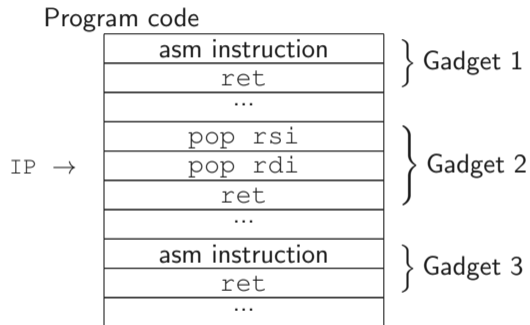 Program code
asm instruction
ret
...
pop rsi
pop rdi
ret
...
asm instruction
ret
...
IP →
Gadget 1
Gadget 2
Gadget 3